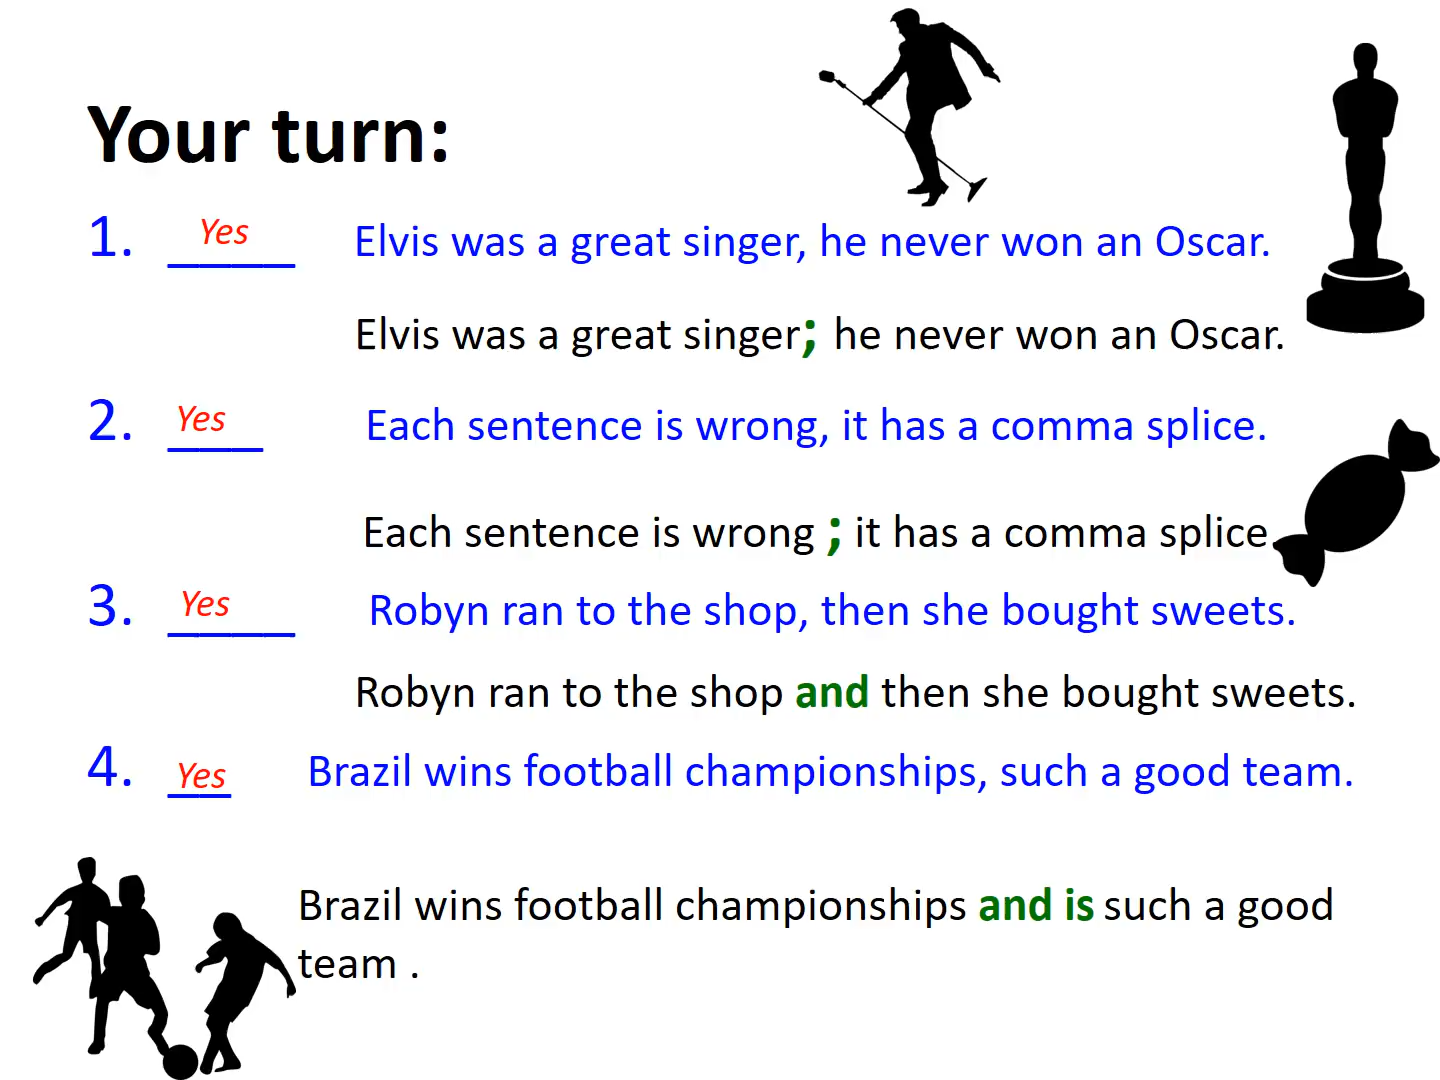 Your turn:
1. ____ Yes Elvis was a great singer, he never won an Oscar.
Elvis was a great singer; he never won an Oscar.
2. ___ Yes Each sentence is wrong, it has a comma splice.
Each sentence is wrong ; it has a comma splice
3. ____ Yes Robyn ran to the shop, then she bought sweets.
Robyn ran to the shop and then she bought sweets.
4. __ Yes Brazil wins football championships, such a good team.
Brazil wins football championships and is such a good
team .